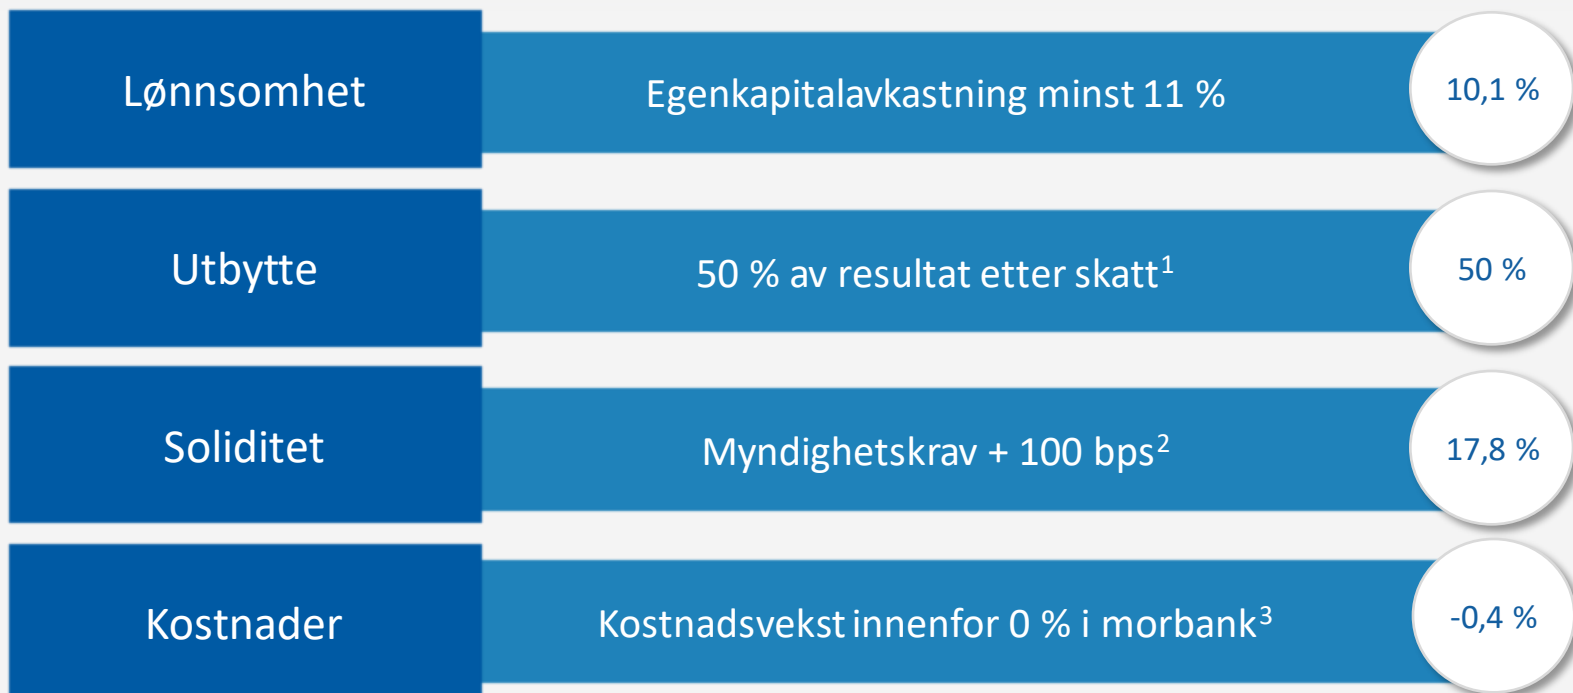 Lønnsomhet
Egenkapitalavkastning minst 11 %
10,1 %
Utbytte
50 % av resultat etter skatt¹
50 %
Soliditet
Myndighetskrav + 100 bps²
17,8 %
Kostnader
Kostnadsvekst innenfor 0 % i morbank³
-0,4 %